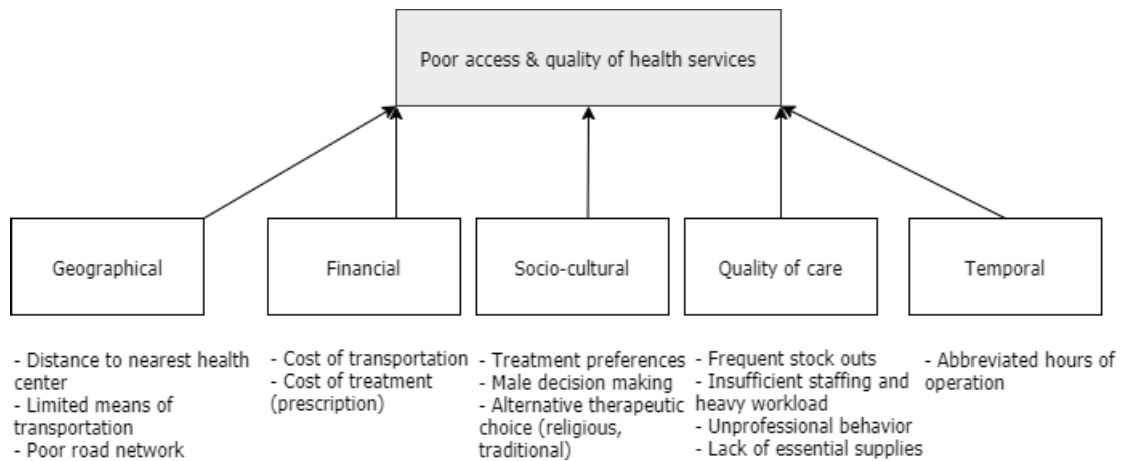 Poor access & quality of health services
Geographical
Financial
Socio-cultural
Quality of care
Temporal
- Distance to nearest health
center
- Limited means of
transportation
- Poor road network
- Cost of transportation
- Cost of treatment
(prescription)
- Treatment preferences
- Male decision making
- Alternative therapeutic
choice (religious,
traditional)
- Frequent stock outs
- Insufficient staffing and
heavy workload
- Unprofessional behavior
- Lack of essential supplies
- Abbreviated hours of
operation